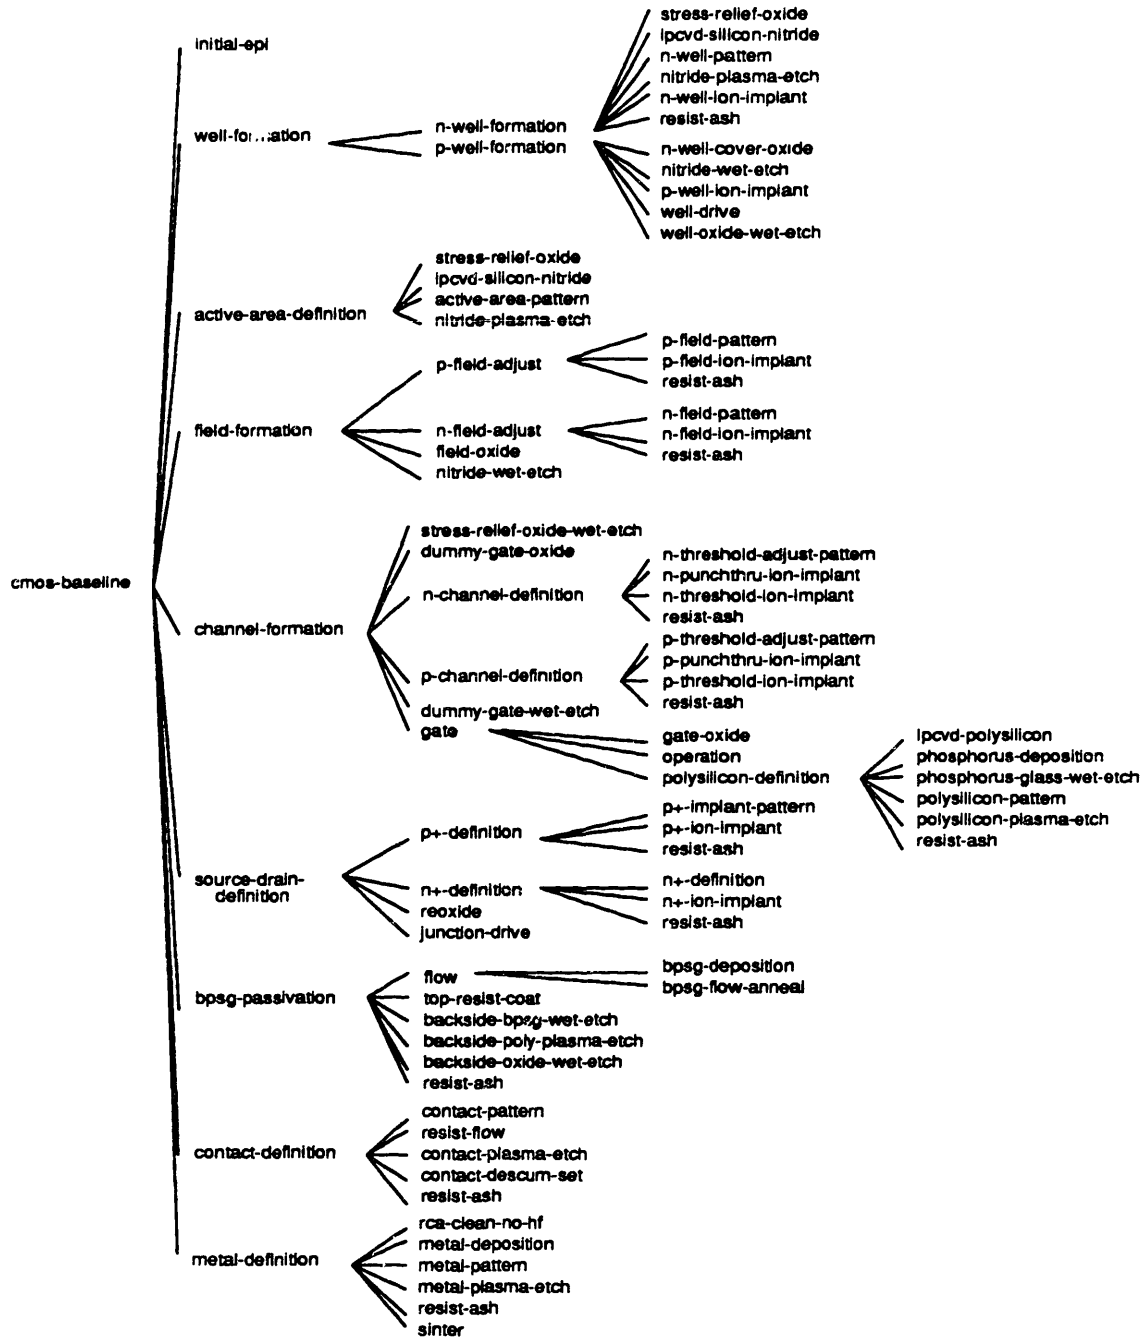 initial-epi
well-formation
n-well-formation
p-well-formation
stress-relief-oxide
lpcvd-silicon-nitride
n-well-pattern
nitride-plasma-etch
n-well-ion-implant
resist-ash
n-well-cover-oxide
nitride-wet-etch
p-well-ion-implant
well-drive
well-oxide-wet-etch
active-area-definition
stress-relief-oxide
lpcvd-silicon-nitride
active-area-pattern
nitride-plasma-etch
field-formation
p-field-adjust
p-field-pattern
p-field-ion-implant
resist-ash
n-field-adjust
n-field-pattern
n-field-ion-implant
resist-ash
field-oxide
nitride-wet-etch
cmos-baseline
channel-formation
stress-relief-oxide-wet-etch
dummy-gate-oxide
n-channel-definition
n-threshold-adjust-pattern
n-punchthru-ion-implant
n-threshold-ion-implant
resist-ash
p-channel-definition
p-threshold-adjust-pattern
p-punchthru-ion-implant
p-threshold-ion-implant
resist-ash
dummy-gate-wet-etch
gate
gate-oxide
operation
polysilicon-definition
lpcvd-polysilicon
phosphorus-deposition
phosphorus-glass-wet-etch
polysilicon-pattern
polysilicon-plasma-etch
resist-ash
source-drain-
definition
p+-definition
p+-implant-pattern
p+-ion-implant
resist-ash
n+-definition
n+-definition
n+-ion-implant
resist-ash
reoxide
junction-drive
bpsg-passivation
flow
bpsg-deposition
bpsg-flow-anneal
top-resist-coat
backside-bpsg-wet-etch
backside-poly-plasma-etch
backside-oxide-wet-etch
resist-ash
contact-definition
contact-pattern
resist-flow
contact-plasma-etch
contact-descum-set
resist-ash
metal-definition
rca-clean-no-hf
metal-deposition
metal-pattern
metal-plasma-etch
resist-ash
sinter